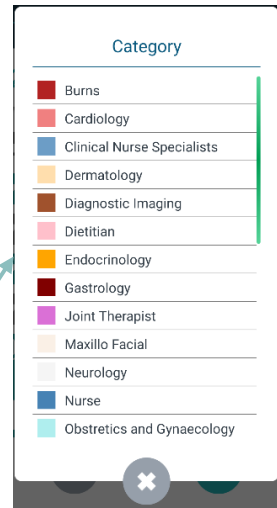 Category
Burns
Cardiology
Clinical Nurse Specialists
Dermatology
Diagnostic Imaging
Dietitian
Endocrinology
Gastrology
Joint Therapist
Maxillo Facial
Neurology
Nurse
Obstretics and Gynaecology